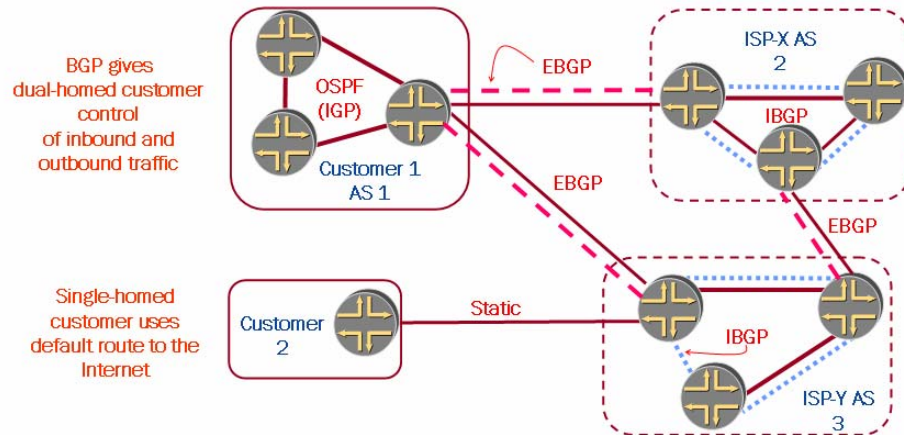 BGP gives
dual-homed customer
control
of inbound and
outbound traffic
OSPF
(IGP)
Customer 1
AS 1
EBGP
ISP-X AS
2
IBGP
EBGP
EBGP
Single-homed
customer uses
default route to the
Internet
Customer
2
Static
IBGP
ISP-Y AS
3